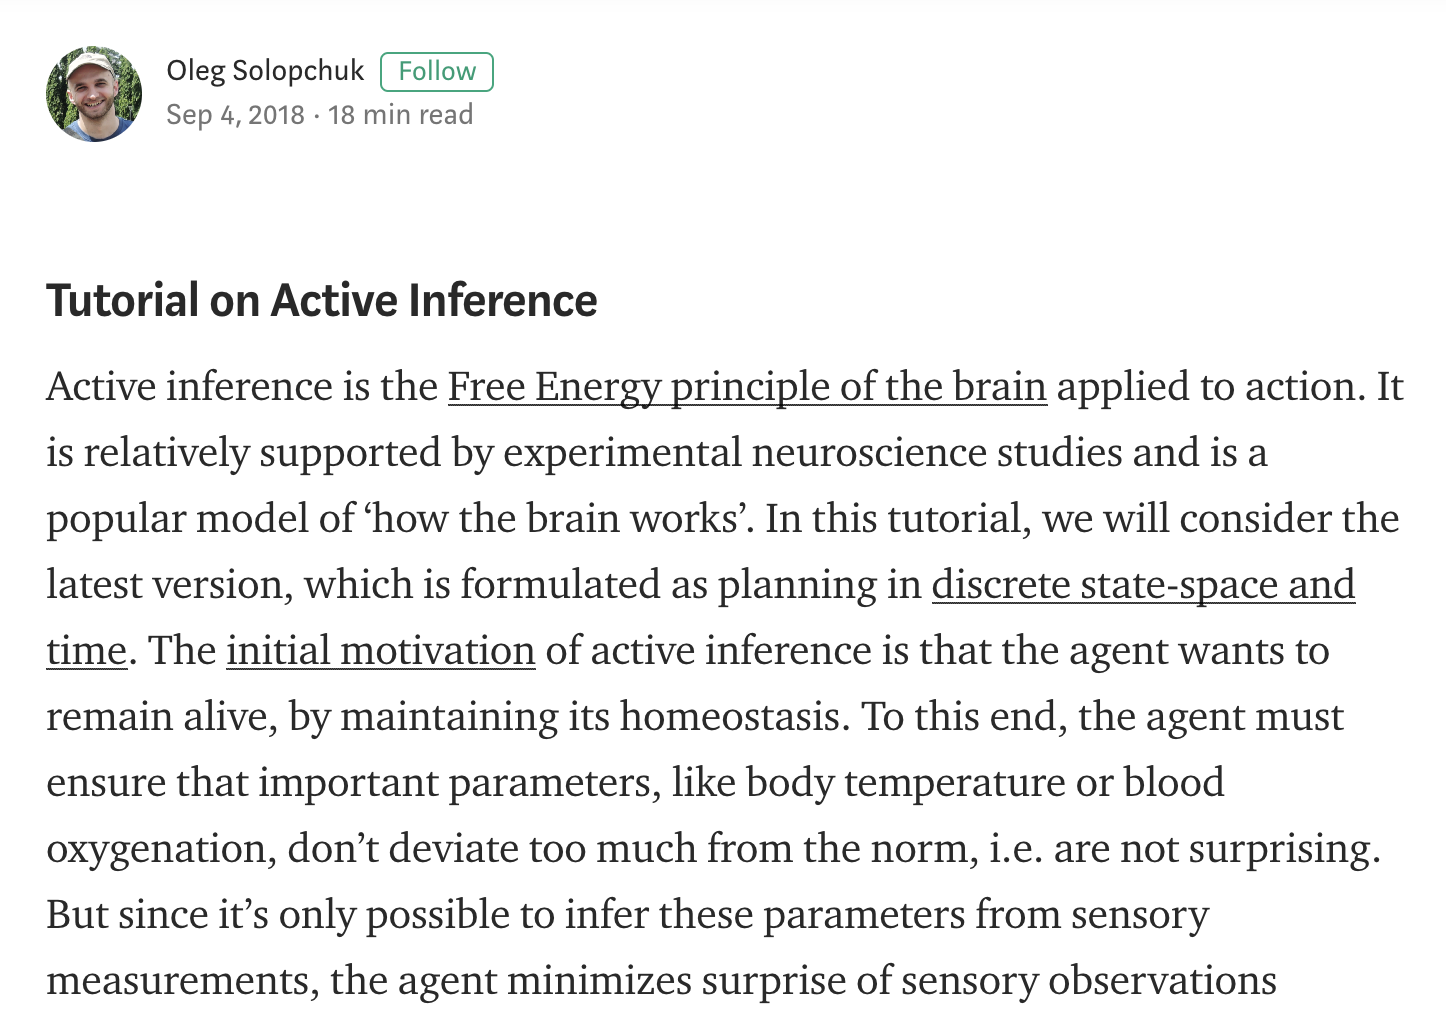 Oleg Solopchuk Follow
Sep 4, 2018 · 18 min read
Tutorial on Active Inference
Active inference is the Free Energy principle of the brain applied to action. It
is relatively supported by experimental neuroscience studies and is a
popular model of ‘how the brain works’. In this tutorial, we will consider the
latest version, which is formulated as planning in discrete state-space and
time. The initial motivation of active inference is that the agent wants to
remain alive, by maintaining its homeostasis. To this end, the agent must
ensure that important parameters, like body temperature or blood
oxygenation, don’t deviate too much from the norm, i.e. are not surprising.
But since it’s only possible to infer these parameters from sensory
measurements, the agent minimizes surprise of sensory observations